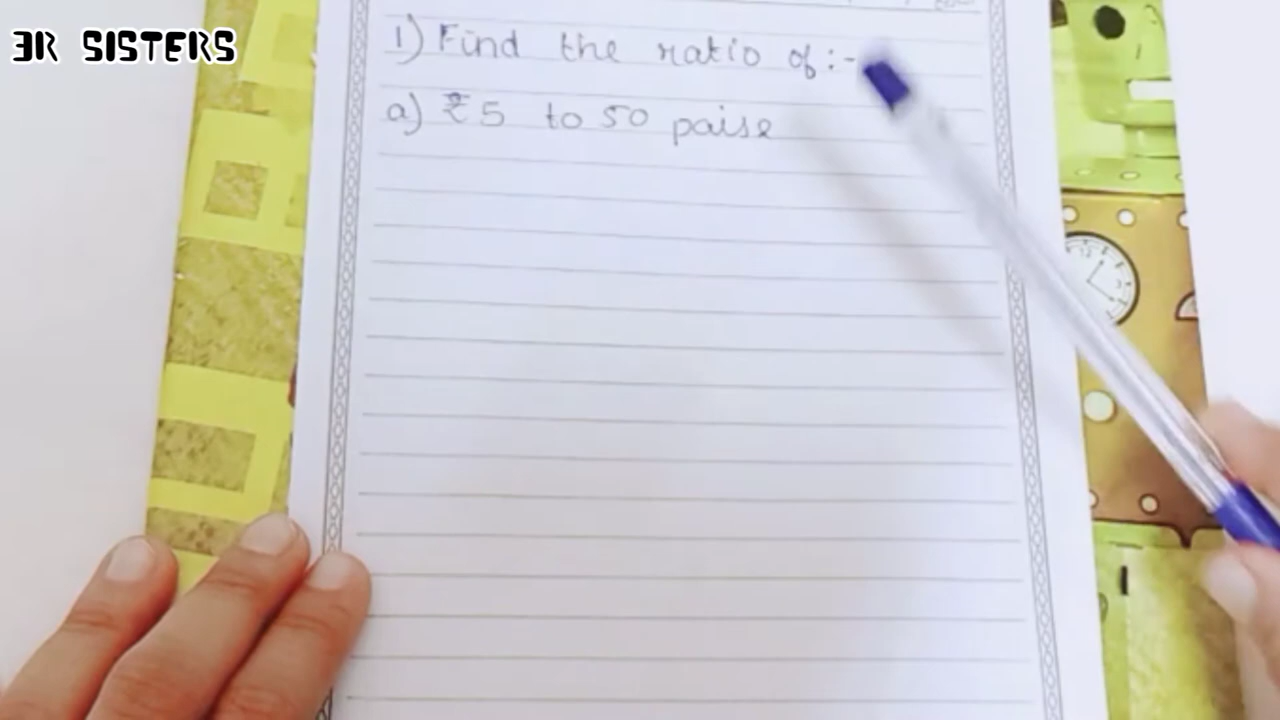 3R SISTERS
1) Find the ratio of :-
a) ₹5 to 50 paise